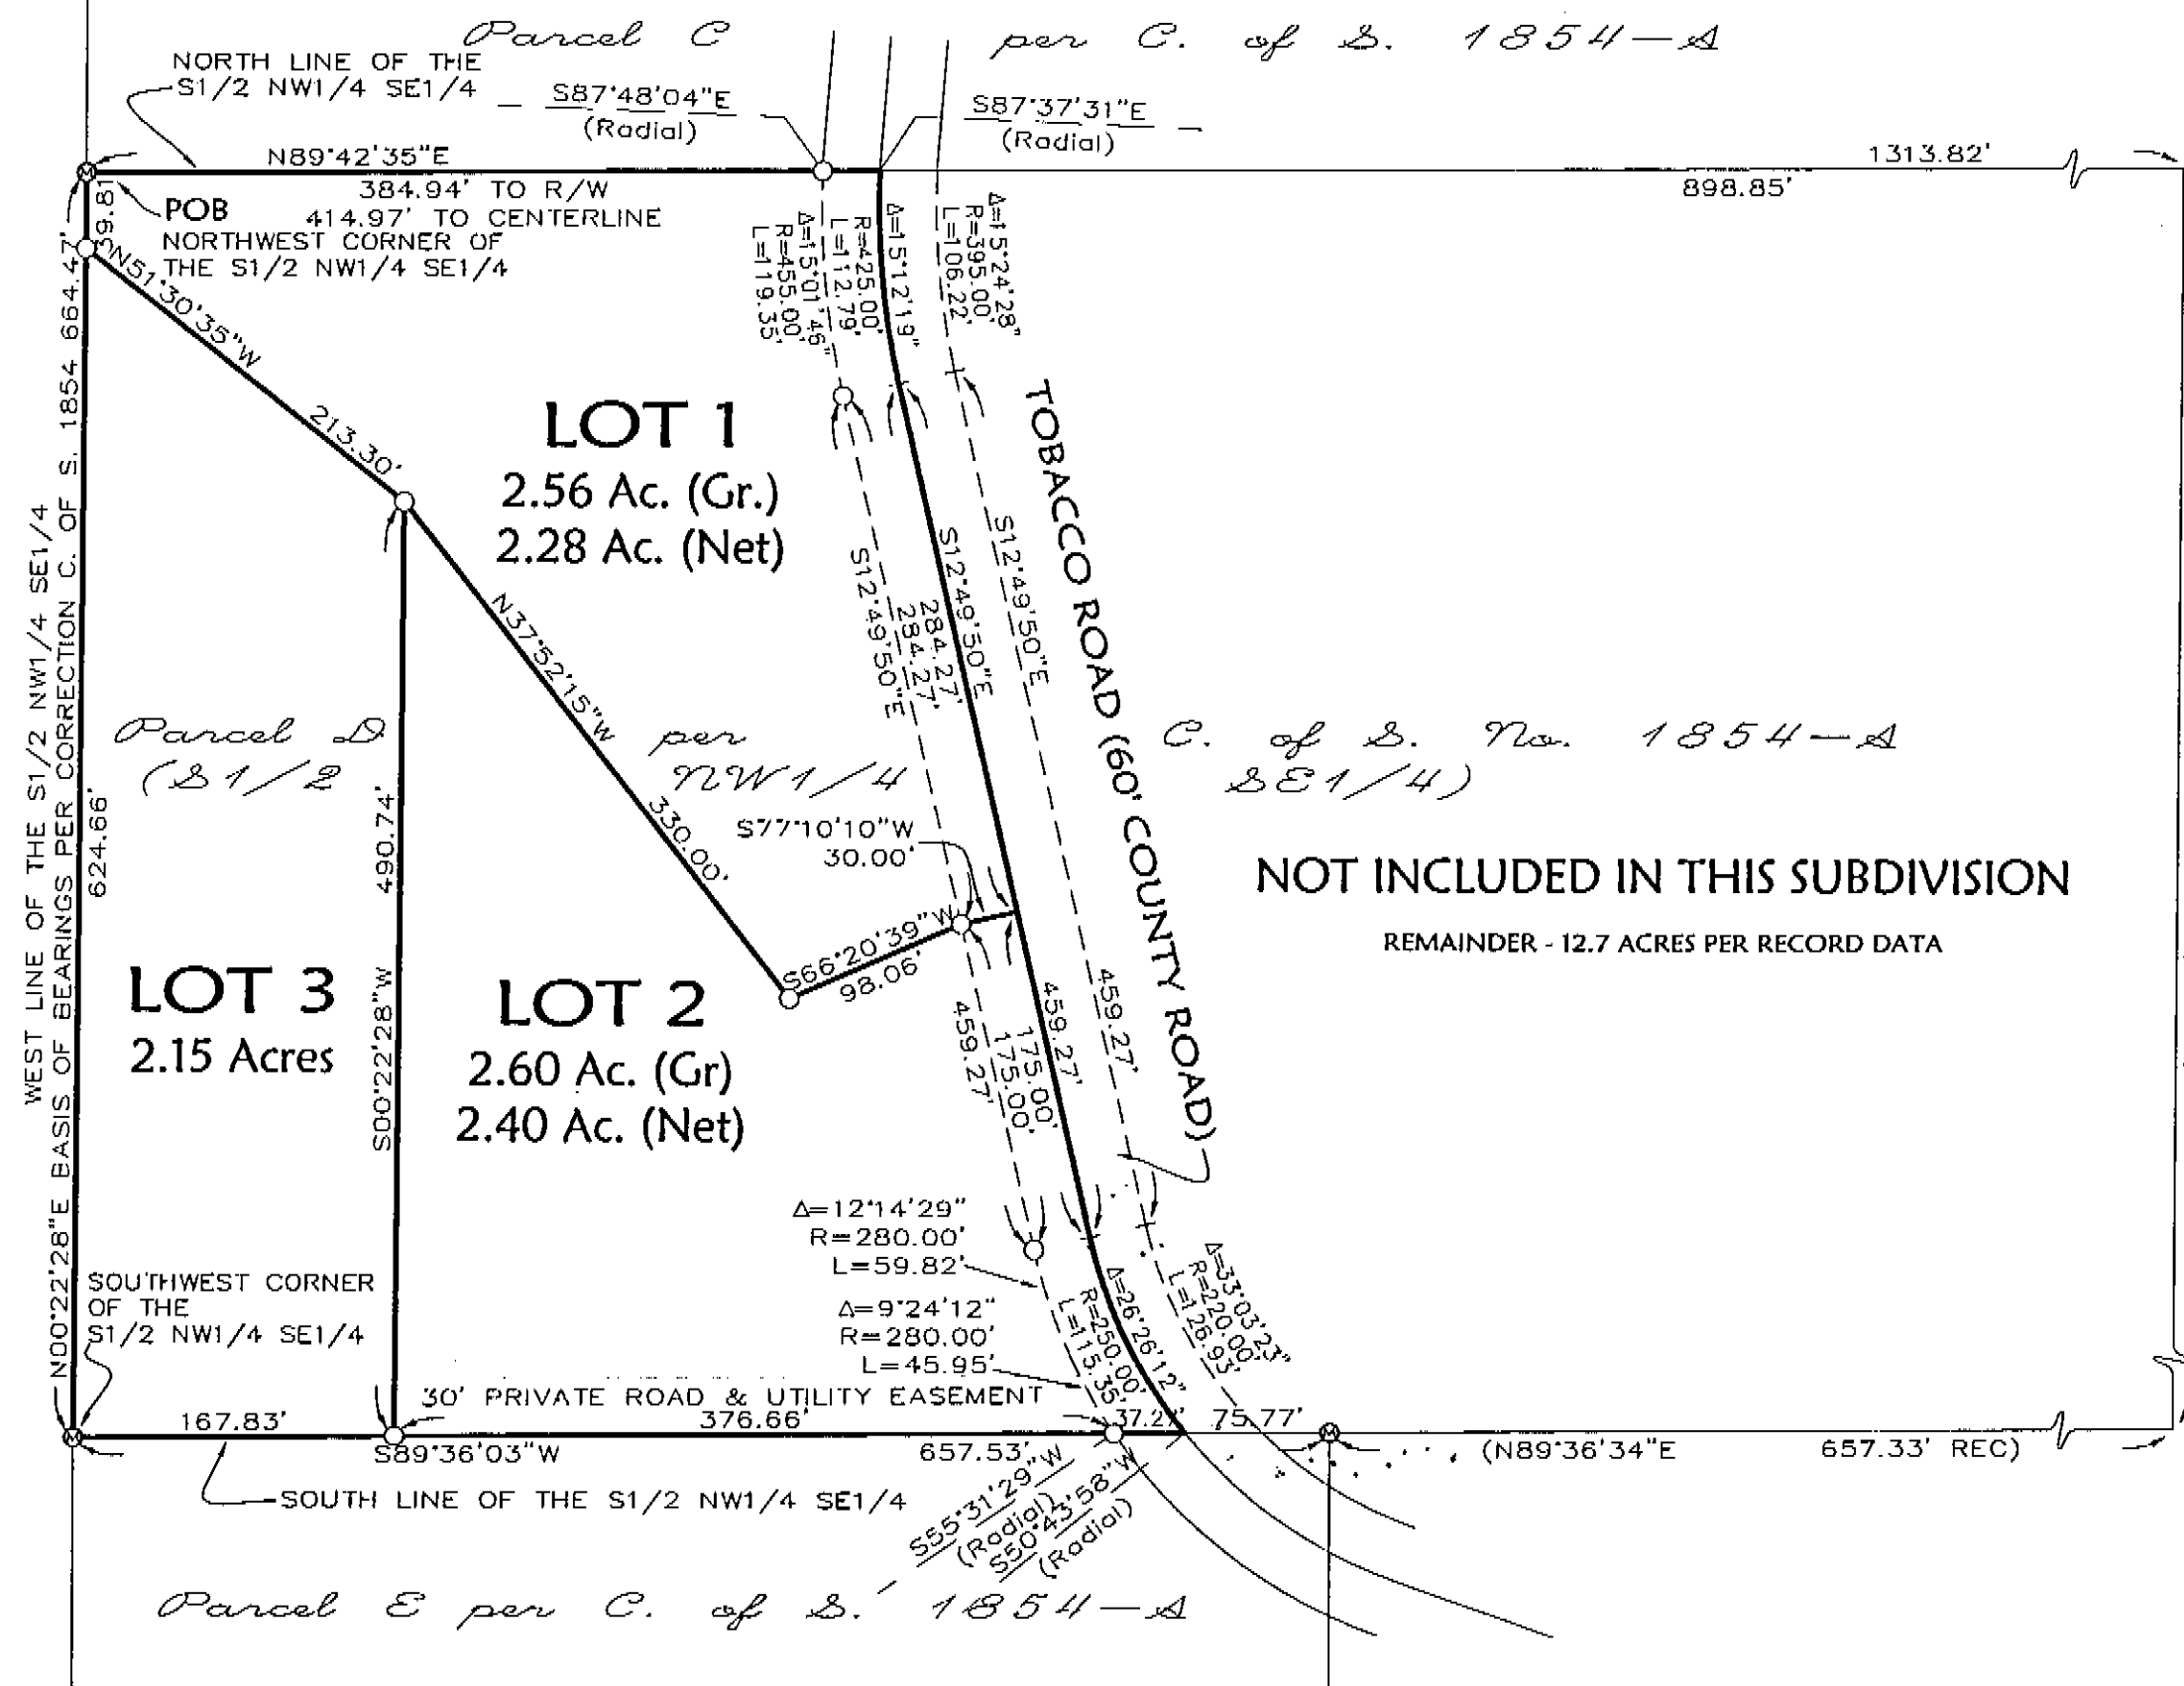 Parcel C per C. of S. 1854-A
NORTH LINE OF THE
S1/2 NW1/4 SE1/4
S87°48'04"E
(Radial)
S87°37'31"E
(Radial)
N89°42'35"E
1313.82'
384.94' TO R/W
898.85'
414.97' TO CENTERLINE
POB
NORTHWEST CORNER OF
THE S1/2 NW1/4 SE1/4
39.81'
664.47'
N51°30'35"W
213.30'
Δ=15°01'46"
R=455.00'
L=119.35'
Δ=15°12'19"
R=425.00'
L=112.79'
Δ=15°24'28"
R=395.00'
L=106.22'
LOT 1
2.56 Ac. (Gr.)
2.28 Ac. (Net)
TOBACCO ROAD (60' COUNTY ROAD)
S12°49'50"E
284.27'
284.27'
S12°49'50"E
S12°49'50"E
N37°52'15"W
330.00'
WEST LINE OF THE S1/2 NW1/4 SE1/4
N00°22'28"E BASIS OF BEARINGS PER CORRECTION C. OF S. 1854
624.66'
Parcel D per C. of S. No. 1854-A
(S1/2 NW1/4 SE1/4)
490.74'
S00°22'28"W
S77°10'10"W
30.00'
NOT INCLUDED IN THIS SUBDIVISION
REMAINDER - 12.7 ACRES PER RECORD DATA
S66°20'39"W
98.06'
LOT 3
2.15 Acres
LOT 2
2.60 Ac. (Gr)
2.40 Ac. (Net)
459.27'
175.00'
175.00'
459.27'
459.27'
Δ=12°14'29"
R=280.00'
L=59.82'
Δ=9°24'12"
R=280.00'
L=45.95'
Δ=26°26'12"
R=250.00'
L=115.35'
Δ=33°03'23"
R=220.00'
L=126.93'
SOUTHWEST CORNER
OF THE
S1/2 NW1/4 SE1/4
30' PRIVATE ROAD & UTILITY EASEMENT
167.83'
376.66'
37.27'
75.77'
S89°36'03"W
657.53'
(N89°36'34"E 657.33' REC)
SOUTH LINE OF THE S1/2 NW1/4 SE1/4
S55°31'29"W
(Radial)
S50°43'58"W
(Radial)
Parcel E per C. of S. 1854-A